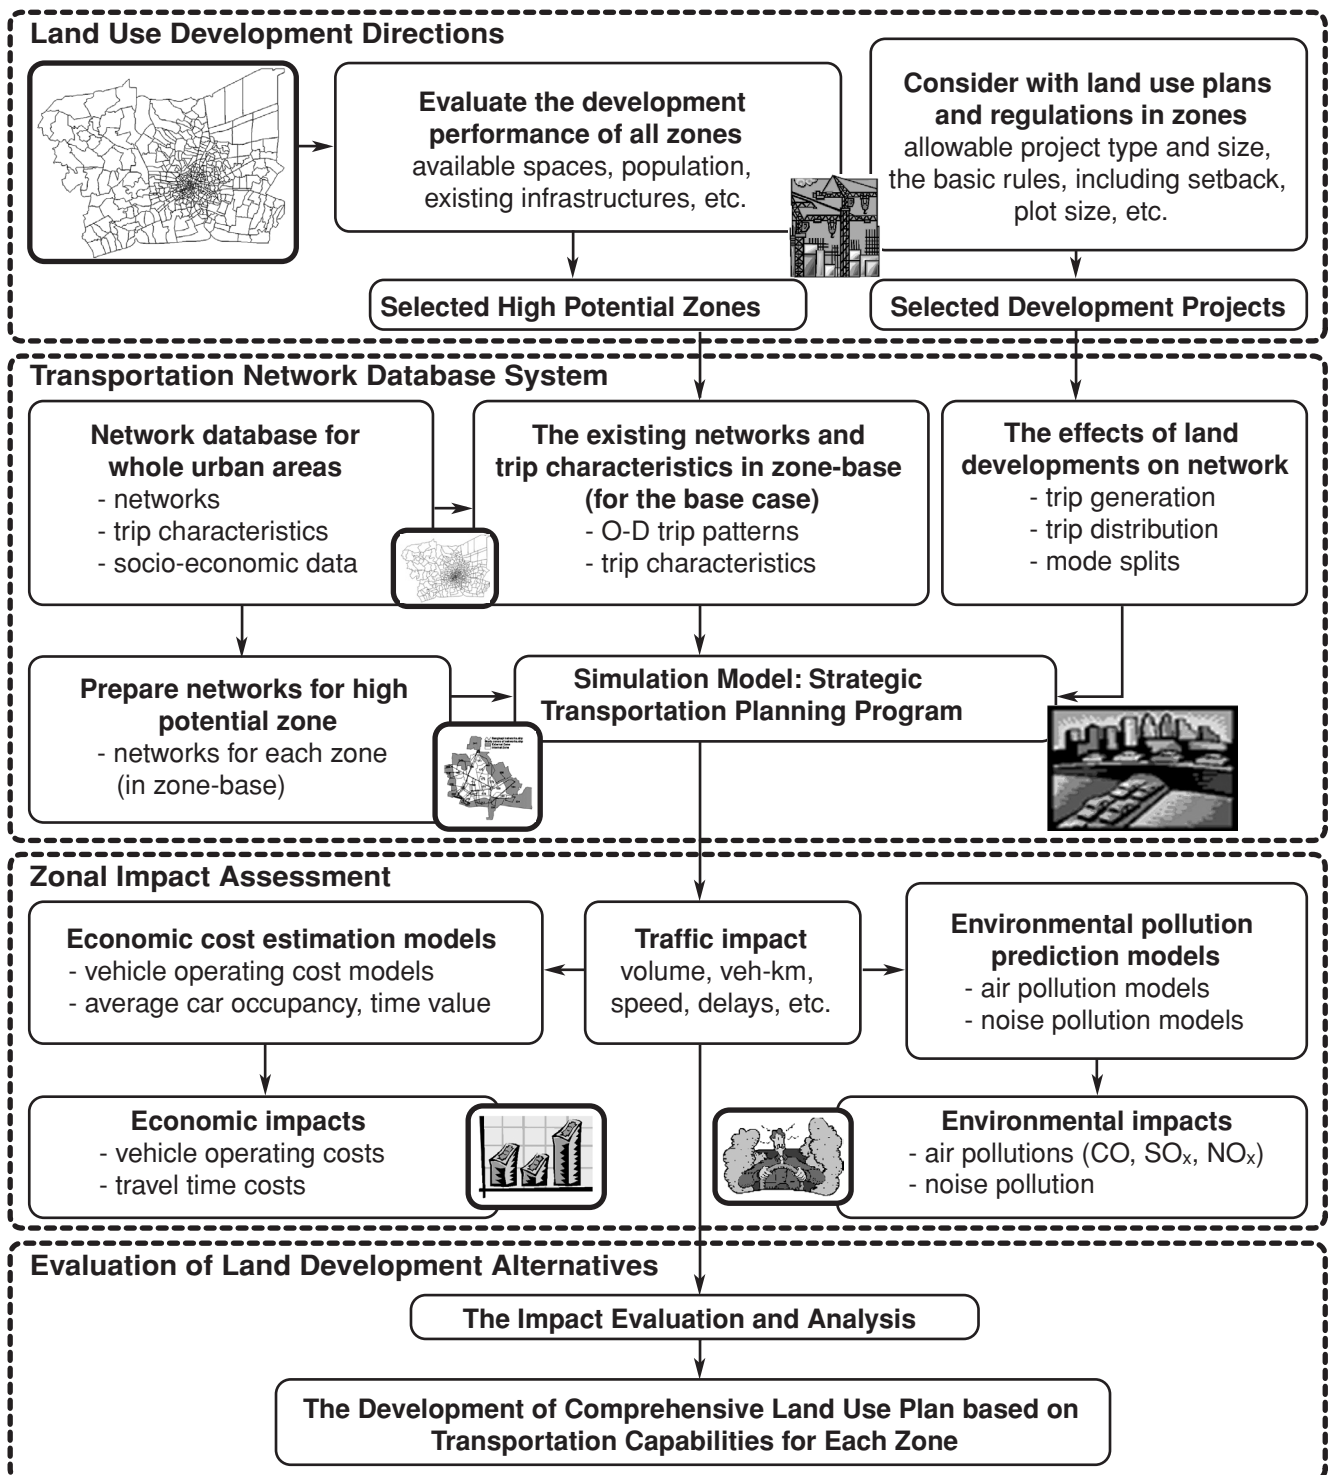 Land Use Development Directions
Evaluate the development
performance of all zones
available spaces, population,
existing infrastructures, etc.
Consider with land use plans
and regulations in zones
allowable project type and size,
the basic rules, including setback,
plot size, etc.
Selected High Potential Zones
Selected Development Projects
Transportation Network Database System
Network database for
whole urban areas
- networks
- trip characteristics
- socio-economic data
The existing networks and
trip characteristics in zone-base
(for the base case)
- O-D trip patterns
- trip characteristics
The effects of land
developments on network
- trip generation
- trip distribution
- mode splits
Prepare networks for high
potential zone
- networks for each zone
(in zone-base)
Simulation Model: Strategic
Transportation Planning Program
Zonal Impact Assessment
Economic cost estimation models
- vehicle operating cost models
- average car occupancy, time value
Traffic impact
volume, veh-km,
speed, delays, etc.
Environmental pollution
prediction models
- air pollution models
- noise pollution models
Economic impacts
- vehicle operating costs
- travel time costs
Environmental impacts
- air pollutions (CO, SOₓ, NOₓ)
- noise pollution
Evaluation of Land Development Alternatives
The Impact Evaluation and Analysis
The Development of Comprehensive Land Use Plan based on
Transportation Capabilities for Each Zone